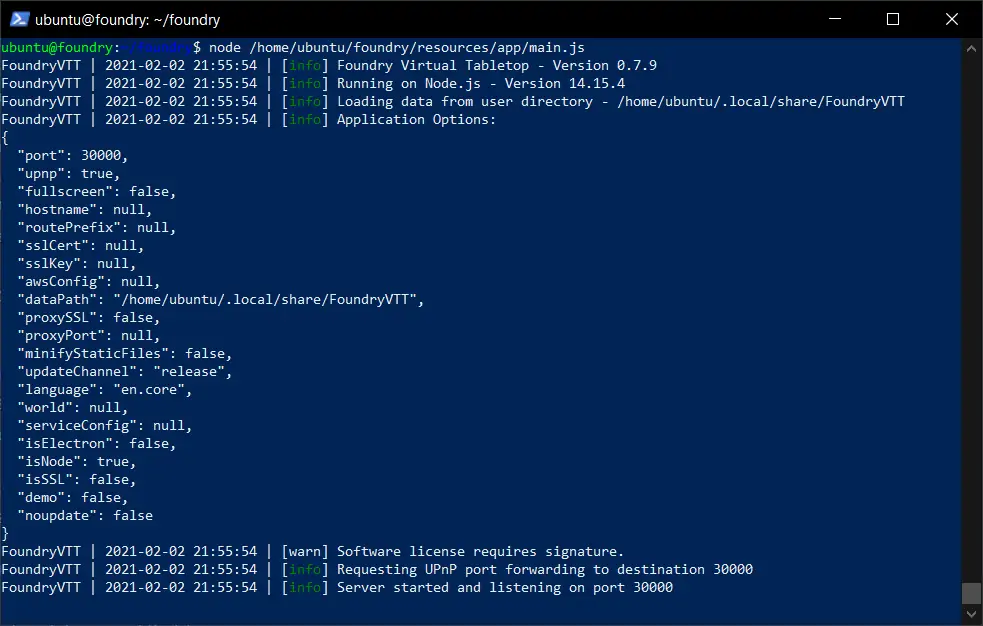 ubuntu@foundry: ~/foundry
ubuntu@foundry:~/foundry$ node /home/ubuntu/foundry/resources/app/main.js
FoundryVTT | 2021-02-02 21:55:54 | [info] Foundry Virtual Tabletop - Version 0.7.9
FoundryVTT | 2021-02-02 21:55:54 | [info] Running on Node.js - Version 14.15.4
FoundryVTT | 2021-02-02 21:55:54 | [info] Loading data from user directory - /home/ubuntu/.local/share/FoundryVTT
FoundryVTT | 2021-02-02 21:55:54 | [info] Application Options:
{
  "port": 30000,
  "upnp": true,
  "fullscreen": false,
  "hostname": null,
  "routePrefix": null,
  "sslCert": null,
  "sslKey": null,
  "awsConfig": null,
  "dataPath": "/home/ubuntu/.local/share/FoundryVTT",
  "proxySSL": false,
  "proxyPort": null,
  "minifyStaticFiles": false,
  "updateChannel": "release",
  "language": "en.core",
  "world": null,
  "serviceConfig": null,
  "isElectron": false,
  "isNode": true,
  "isSSL": false,
  "demo": false,
  "noupdate": false
}
FoundryVTT | 2021-02-02 21:55:54 | [warn] Software license requires signature.
FoundryVTT | 2021-02-02 21:55:54 | [info] Requesting UPnP port forwarding to destination 30000
FoundryVTT | 2021-02-02 21:55:54 | [info] Server started and listening on port 30000